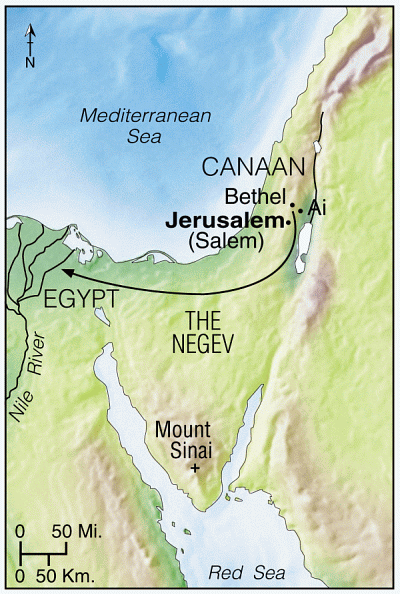 N
Mediterranean
Sea
CANAAN
Bethel
Ai
Jerusalem
(Salem)
EGYPT
THE
NEGEV
Nile River
Mount
Sinai
0 50 Mi.
0 50 Km.
Red Sea